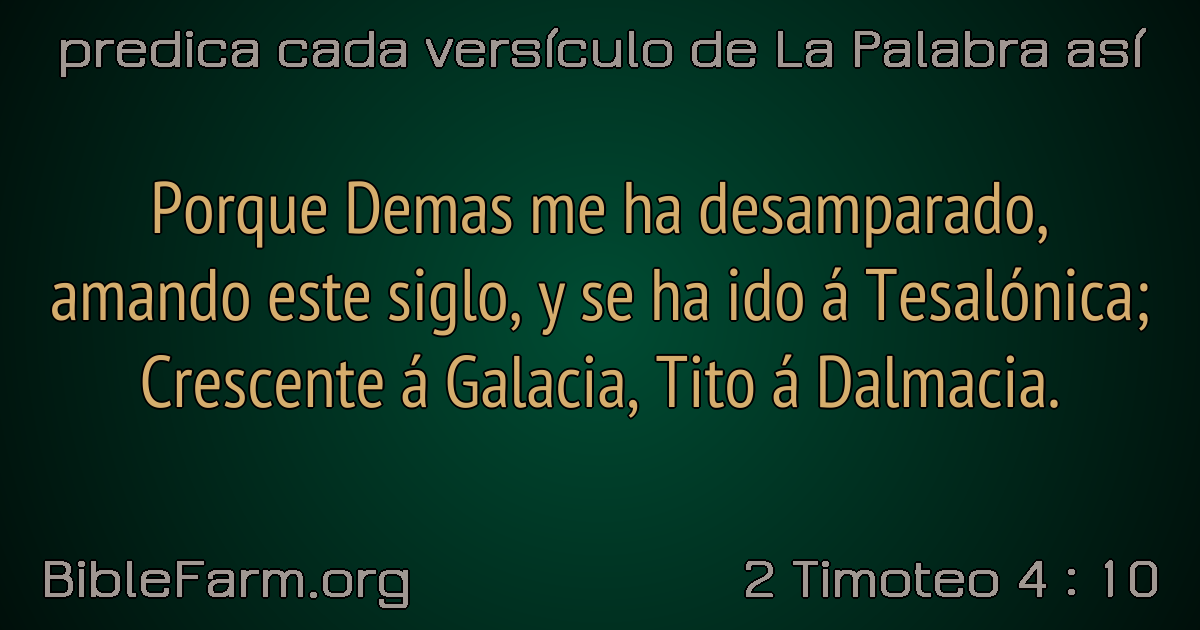 predica cada versículo de La Palabra así
Porque Demas me ha desamparado,
amando este siglo, y se ha ido á Tesalónica;
Crescente á Galacia, Tito á Dalmacia.
BibleFarm.org
2 Timoteo 4 : 10